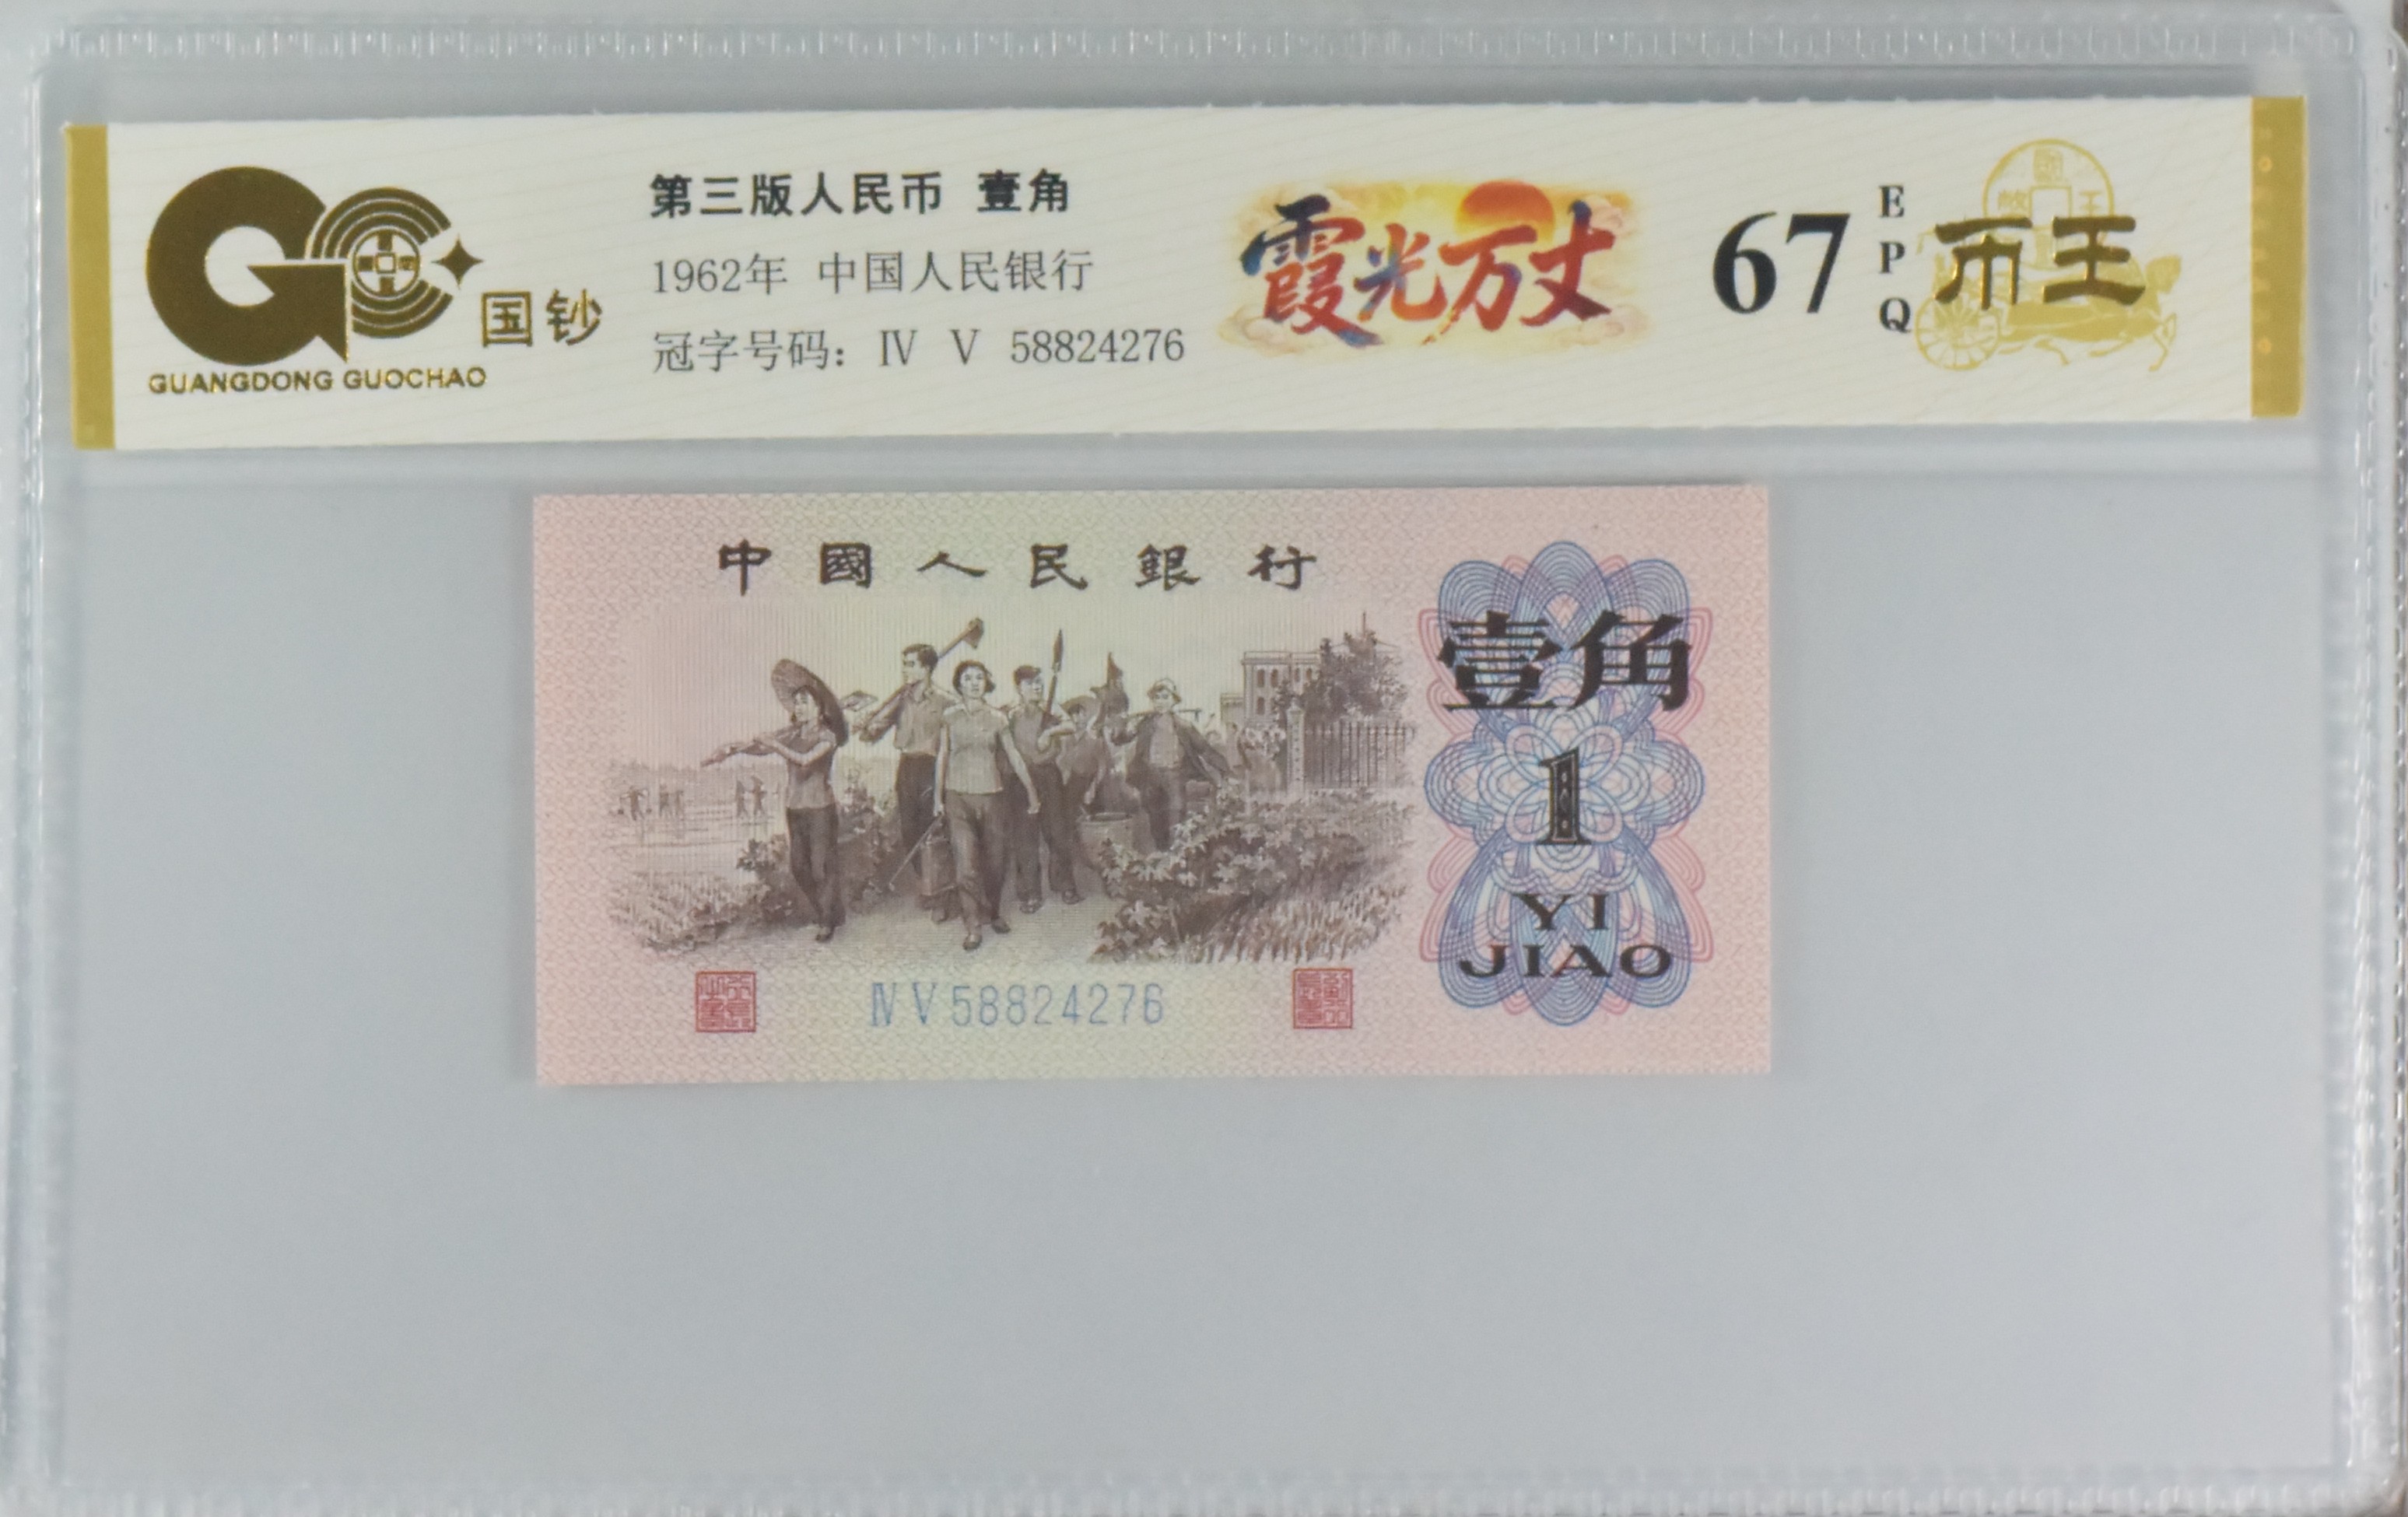 第三版人民币 壹角
1962年 中国人民银行
冠字号码: Ⅳ Ⅴ 58824276
国钞
GUANGDONG GUOCHAO
霞光万丈
67
EPQ
币王
中國人民銀行
壹角
1
YI
JIAO
Ⅳ Ⅴ 58824276